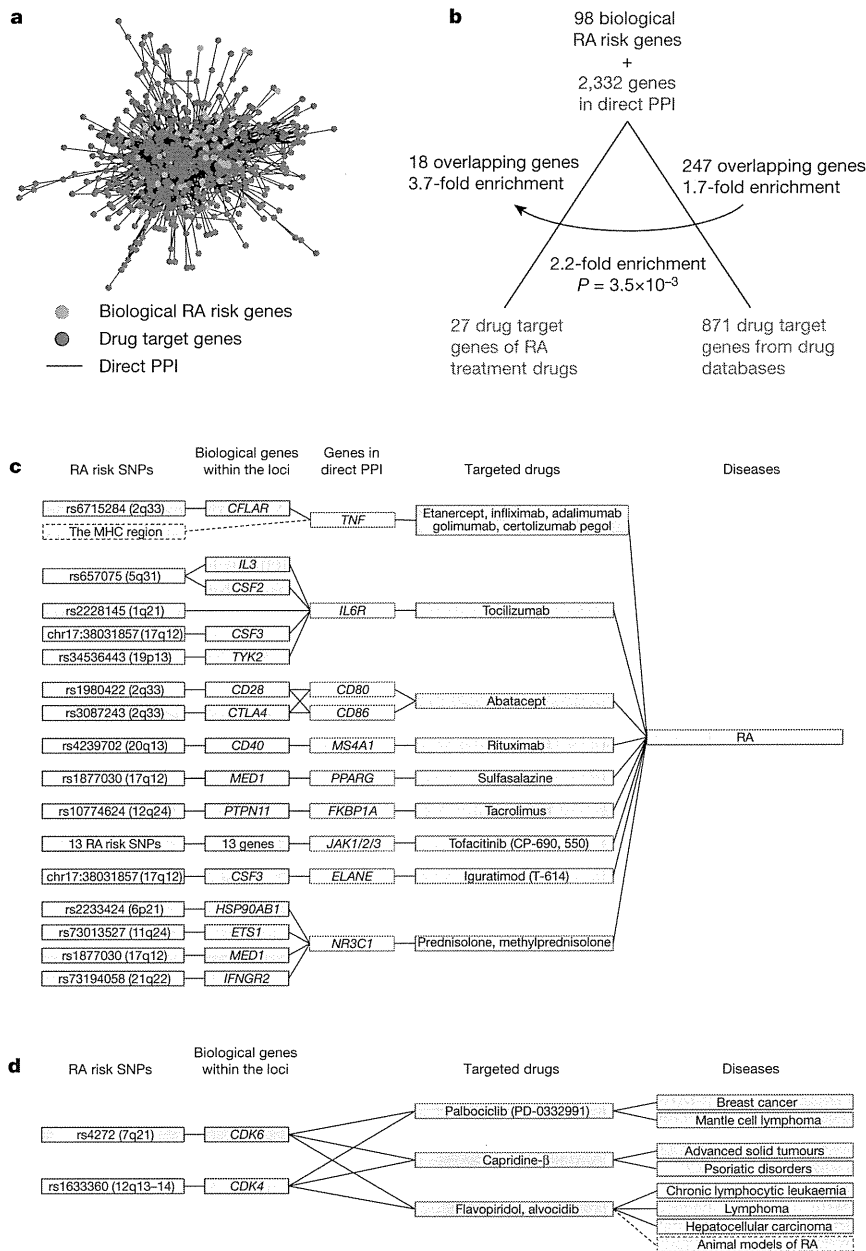 a
Biological RA risk genes
Drug target genes
Direct PPI
b
98 biological
RA risk genes
+
2,332 genes
in direct PPI
18 overlapping genes
3.7-fold enrichment
247 overlapping genes
1.7-fold enrichment
2.2-fold enrichment
P = 3.5×10⁻³
27 drug target
genes of RA
treatment drugs
871 drug target
genes from drug
databases
c
RA risk SNPs
Biological genes
within the loci
Genes in
direct PPI
Targeted drugs
Diseases
rs6715284 (2q33)
CFLAR
The MHC region
TNF
Etanercept, infliximab, adalimumab
golimumab, certolizumab pegol
rs657075 (5q31)
IL3
CSF2
rs2228145 (1q21)
IL6R
Tocilizumab
chr17:38031857 (17q12)
CSF3
rs34536443 (19p13)
TYK2
rs1980422 (2q33)
CD28
CD80
rs3087243 (2q33)
CTLA4
CD86
Abatacept
rs4239702 (20q13)
CD40
MS4A1
Rituximab
RA
rs1877030 (17q12)
MED1
PPARG
Sulfasalazine
rs10774624 (12q24)
PTPN11
FKBP1A
Tacrolimus
13 RA risk SNPs
13 genes
JAK1/2/3
Tofacitinib (CP-690, 550)
chr17:38031857 (17q12)
CSF3
ELANE
Iguratimod (T-614)
rs2233424 (6p21)
HSP90AB1
rs73013527 (11q24)
ETS1
rs1877030 (17q12)
MED1
rs73194058 (21q22)
IFNGR2
NR3C1
Prednisolone, methylprednisolone
d
RA risk SNPs
Biological genes
within the loci
Targeted drugs
Diseases
rs4272 (7q21)
CDK6
rs1633360 (12q13–14)
CDK4
Palbociclib (PD-0332991)
Breast cancer
Mantle cell lymphoma
Capridine-β
Advanced solid tumours
Psoriatic disorders
Flavopiridol, alvocidib
Chronic lymphocytic leukaemia
Lymphoma
Hepatocellular carcinoma
Animal models of RA